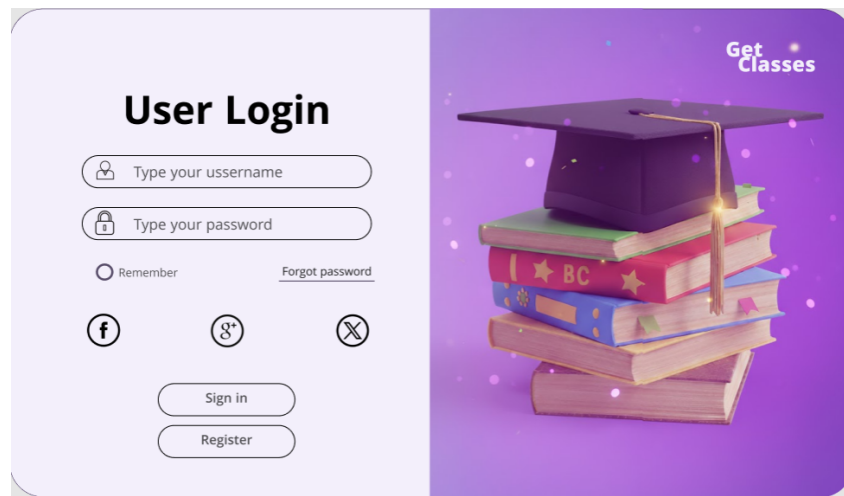 Get
Classes
User Login
Type your ussername
Type your password
Remember
Forgot password
f
g+
X
Sign in
Register
BC